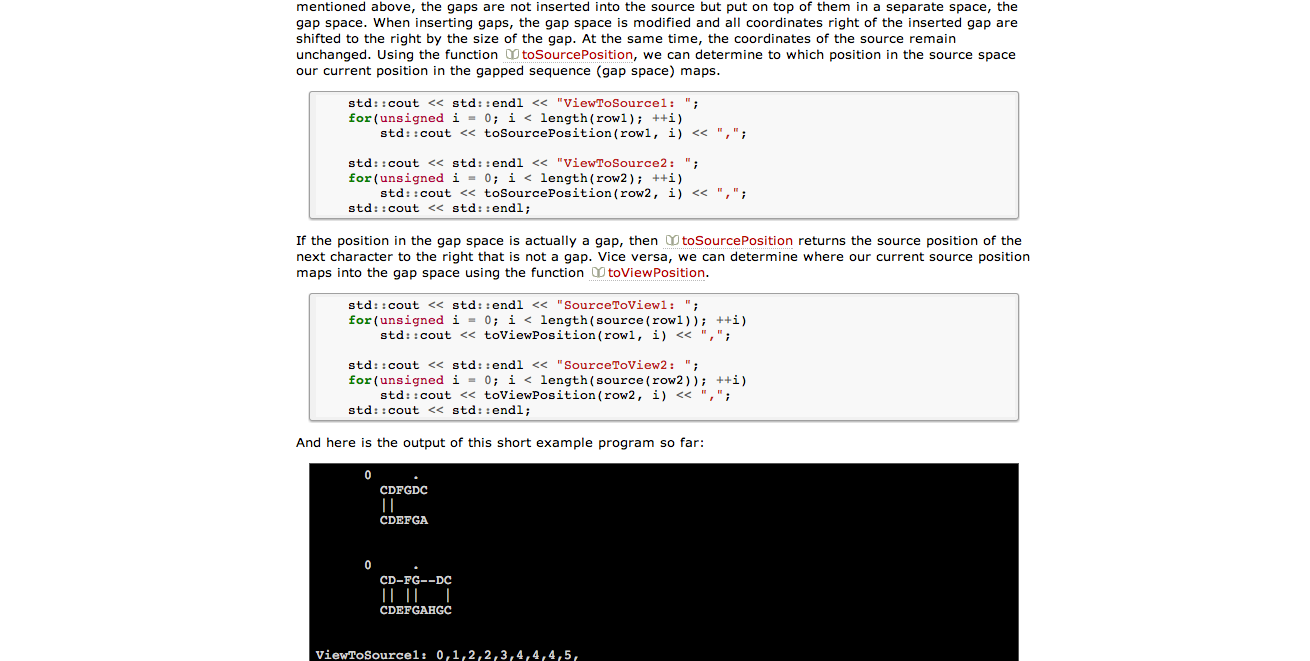 mentioned above, the gaps are not inserted into the source but put on top of them in a separate space, the
gap space. When inserting gaps, the gap space is modified and all coordinates right of the inserted gap are
shifted to the right by the size of the gap. At the same time, the coordinates of the source remain
unchanged. Using the function toSourcePosition, we can determine to which position in the source space
our current position in the gapped sequence (gap space) maps.
std::cout << std::endl << "ViewToSource1: ";
for(unsigned i = 0; i < length(row1); ++i)
    std::cout << toSourcePosition(row1, i) << ",";
std::cout << std::endl << "ViewToSource2: ";
for(unsigned i = 0; i < length(row2); ++i)
    std::cout << toSourcePosition(row2, i) << ",";
std::cout << std::endl;
If the position in the gap space is actually a gap, then toSourcePosition returns the source position of the
next character to the right that is not a gap. Vice versa, we can determine where our current source position
maps into the gap space using the function toViewPosition.
std::cout << std::endl << "SourceToView1: ";
for(unsigned i = 0; i < length(source(row1)); ++i)
    std::cout << toViewPosition(row1, i) << ",";
std::cout << std::endl << "SourceToView2: ";
for(unsigned i = 0; i < length(source(row2)); ++i)
    std::cout << toViewPosition(row2, i) << ",";
std::cout << std::endl;
And here is the output of this short example program so far:
0     .
  CDFGDC
  ||
  CDEFGA
0     .
  CD-FG--DC
  || ||   |
  CDEFGAHGC
ViewToSource1: 0,1,2,2,3,4,4,4,5,